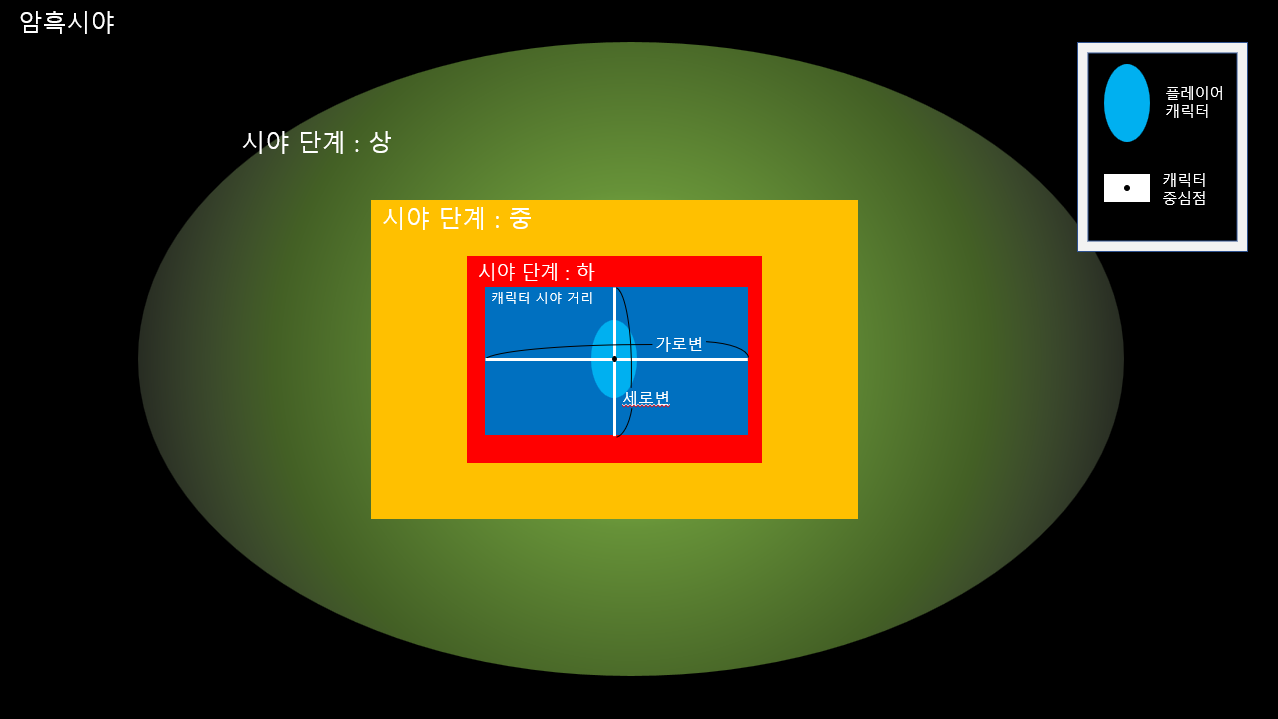 암흑시야
시야 단계 : 상
플레이어
캐릭터
캐릭터
중심점
시야 단계 : 중
시야 단계 : 하
캐릭터 시야 거리
가로변
세로변